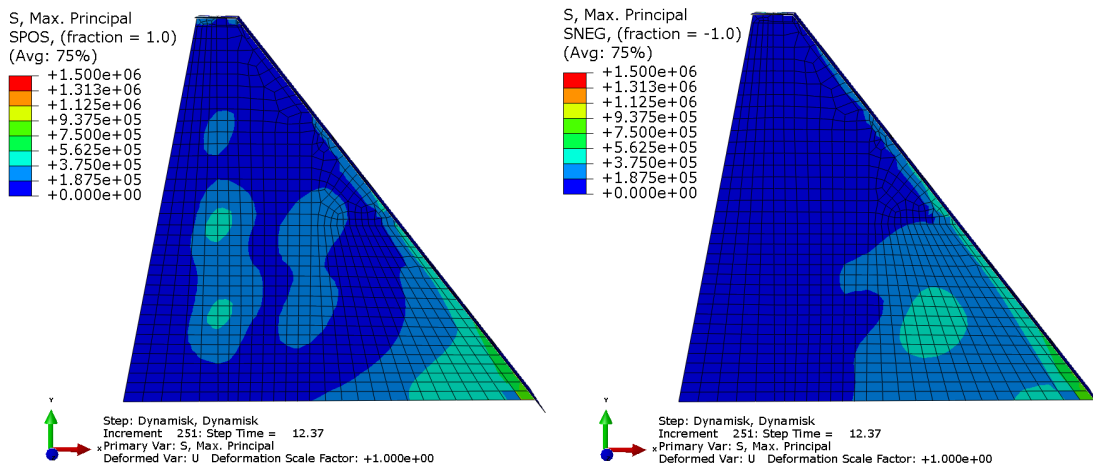 S, Max. Principal
SPOS, (fraction = 1.0)
(Avg: 75%)
+1.500e+06
+1.313e+06
+1.125e+06
+9.375e+05
+7.500e+05
+5.625e+05
+3.750e+05
+1.875e+05
+0.000e+00
Y
X
Step: Dynamisk, Dynamisk
Increment 251: Step Time = 12.37
Primary Var: S, Max. Principal
Deformed Var: U Deformation Scale Factor: +1.000e+00
S, Max. Principal
SNEG, (fraction = -1.0)
(Avg: 75%)
+1.500e+06
+1.313e+06
+1.125e+06
+9.375e+05
+7.500e+05
+5.625e+05
+3.750e+05
+1.875e+05
+0.000e+00
Y
X
Step: Dynamisk, Dynamisk
Increment 251: Step Time = 12.37
Primary Var: S, Max. Principal
Deformed Var: U Deformation Scale Factor: +1.000e+00